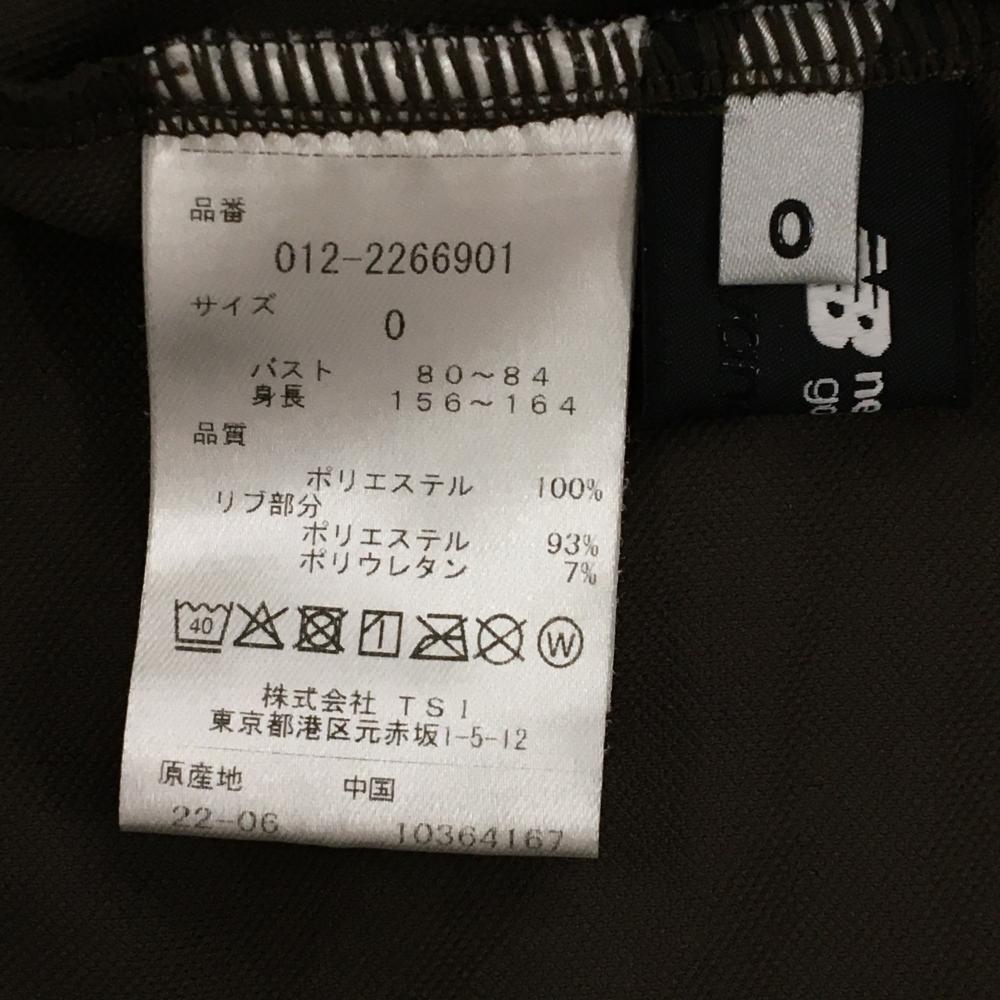 品番
012-2266901
サイズ
0
バスト 80～84
身長 156～164
品質
ポリエステル 100%
リブ部分
ポリエステル 93%
ポリウレタン 7%
40
W
株式会社 TSI
東京都港区元赤坂1-5-12
原産地 中国
22-06 10364167
0
ne
go